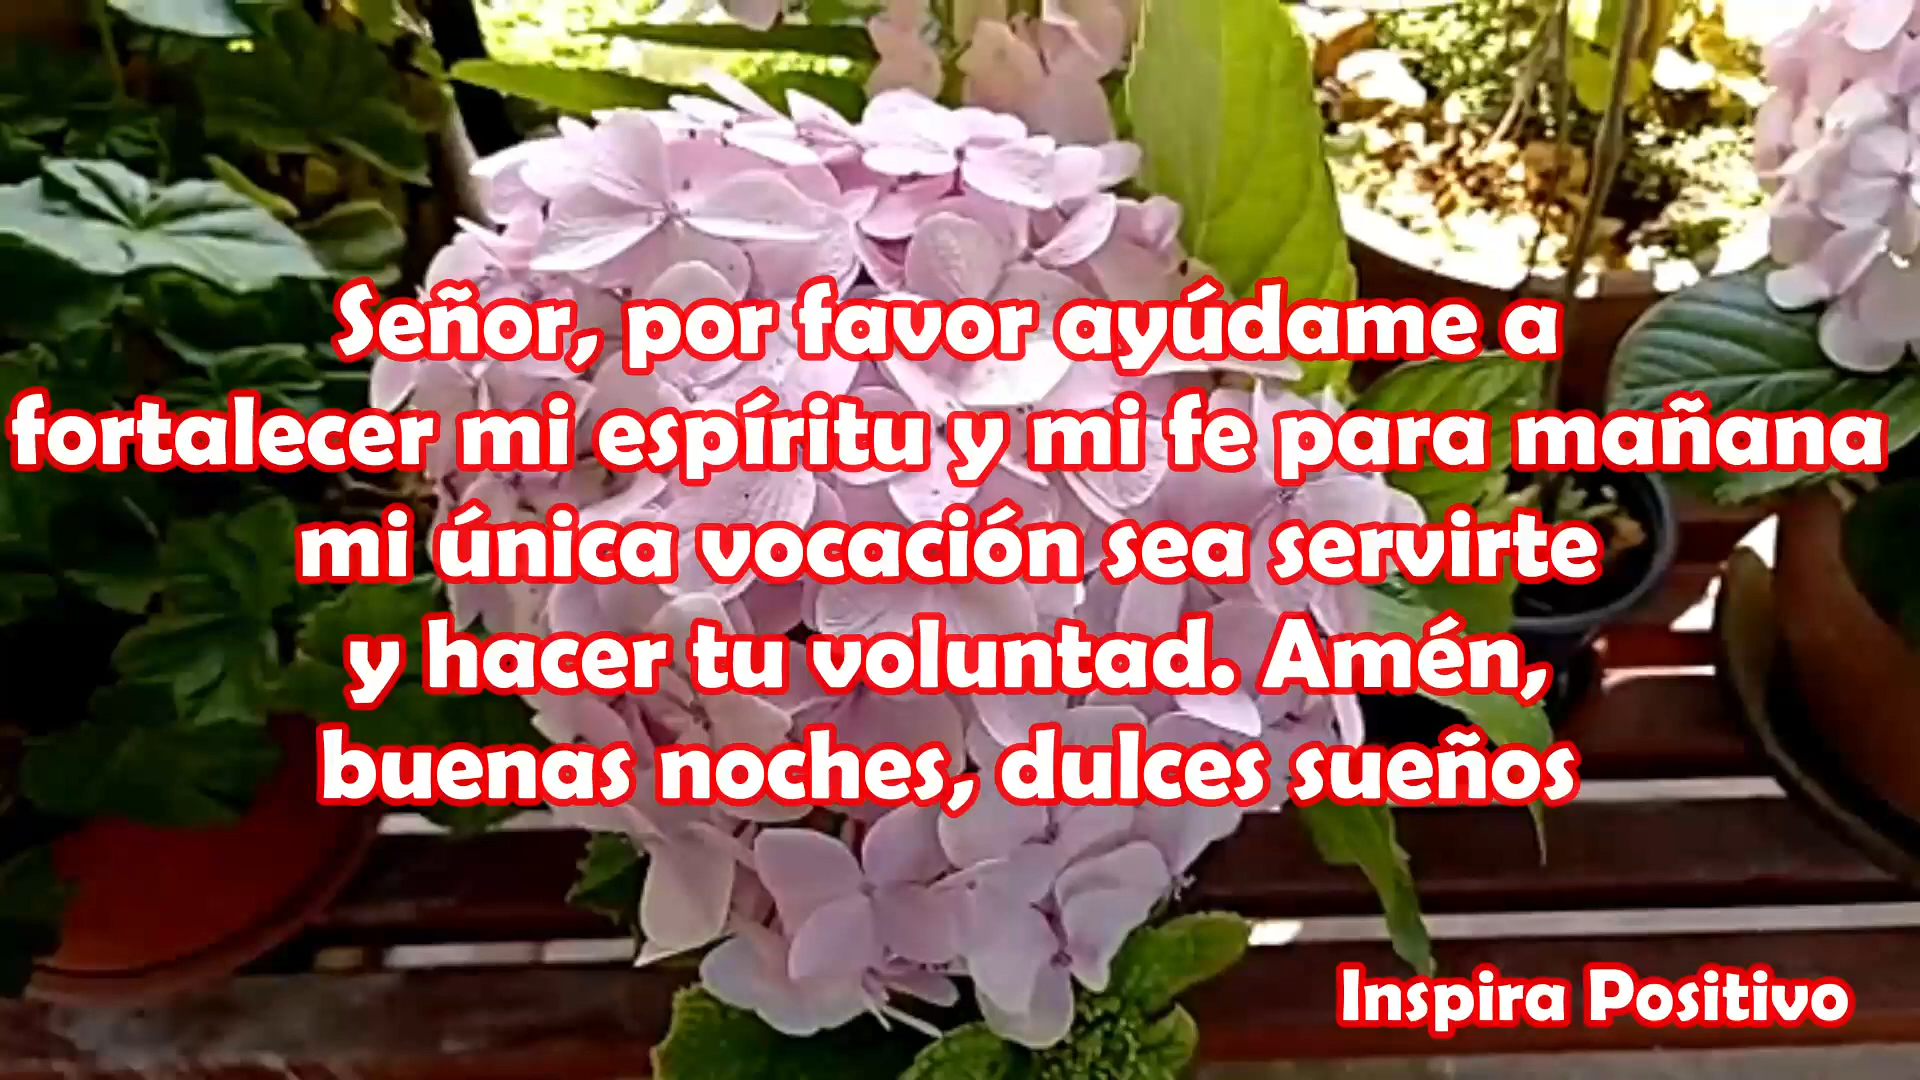 Señor, por favor ayúdame a
fortalecer mi espíritu y mi fe para mañana
mi única vocación sea servirte
y hacer tu voluntad. Amén,
buenas noches, dulces sueños
Inspira Positivo